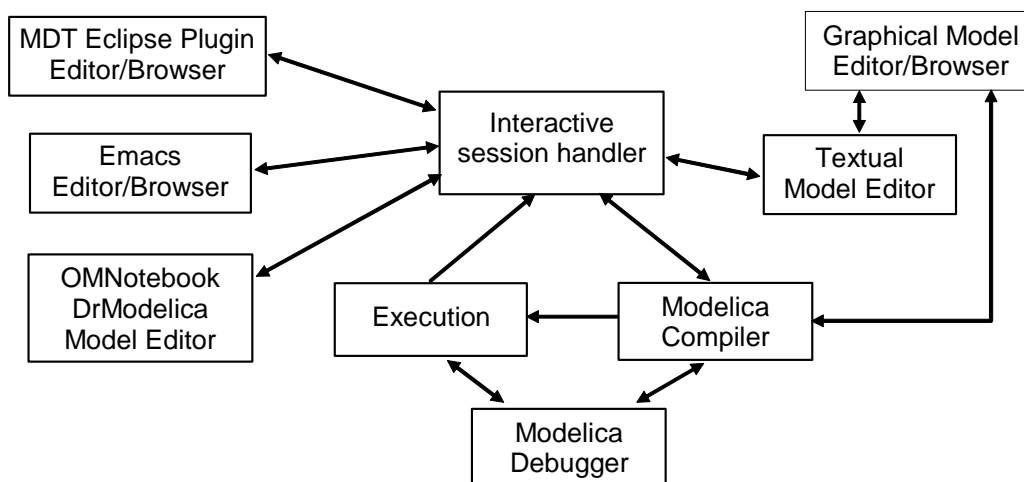 MDT Eclipse Plugin
Editor/Browser
Graphical Model
Editor/Browser
Interactive
session handler
Emacs
Editor/Browser
Textual
Model Editor
OMNotebook
DrModelica
Model Editor
Execution
Modelica
Compiler
Modelica
Debugger